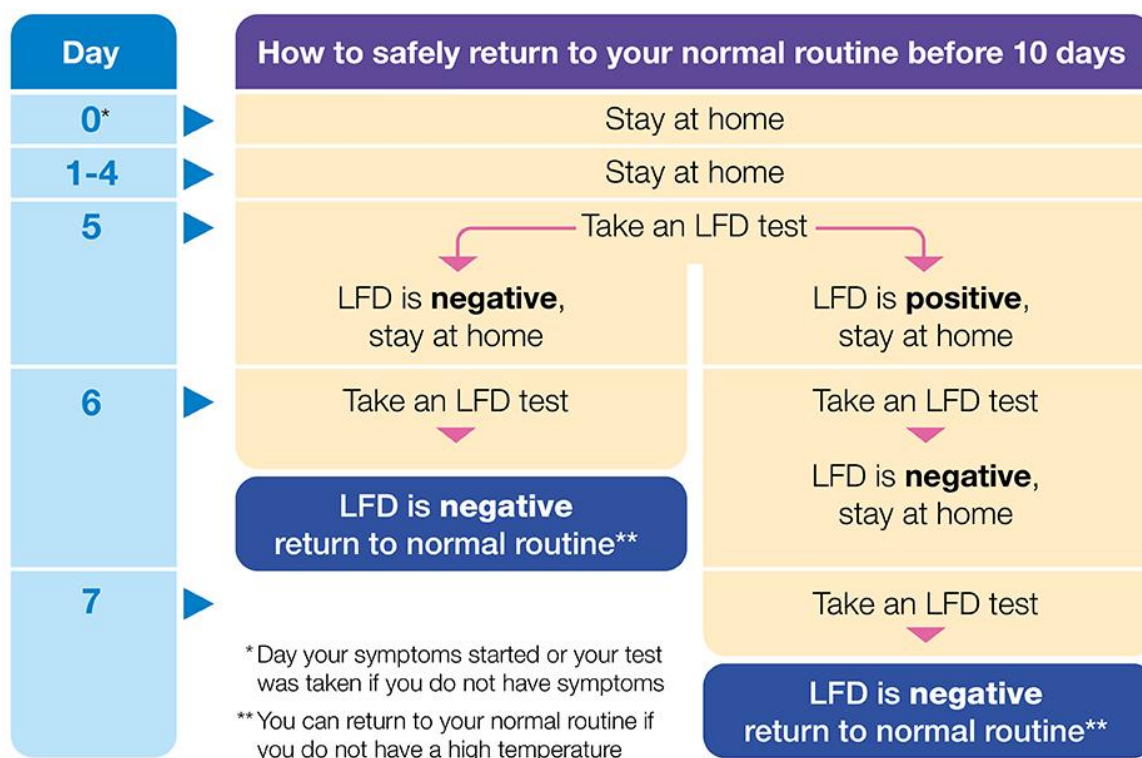 Day
How to safely return to your normal routine before 10 days
0*
Stay at home
1-4
Stay at home
5
Take an LFD test
LFD is negative,
stay at home
LFD is positive,
stay at home
6
Take an LFD test
LFD is negative
return to normal routine**
Take an LFD test
LFD is negative,
stay at home
7
Take an LFD test
LFD is negative
return to normal routine**
* Day your symptoms started or your test
was taken if you do not have symptoms
** You can return to your normal routine if
you do not have a high temperature